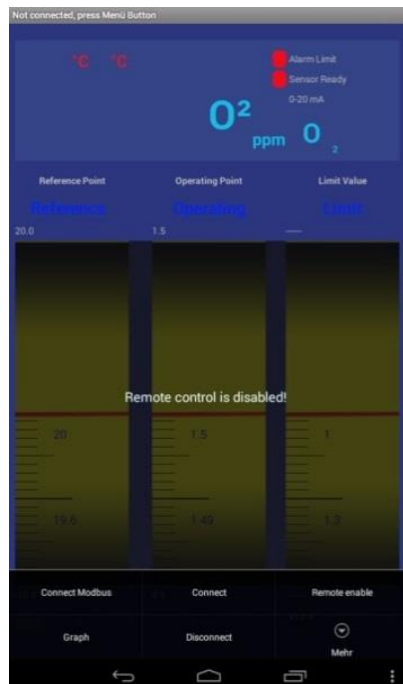 Not connected, press Menü Button
°C °C
Alarm Limit
Sensor Ready
0-20 mA
O²
ppm O 2
Reference Point Operating Point Limit Value
Reference Operating Limit
20.0 1.5 ----
Remote control is disabled!
20 1.5 1
19.6 1.49 1.3
Connect Modbus Connect Remote enable
Graph Disconnect Mehr